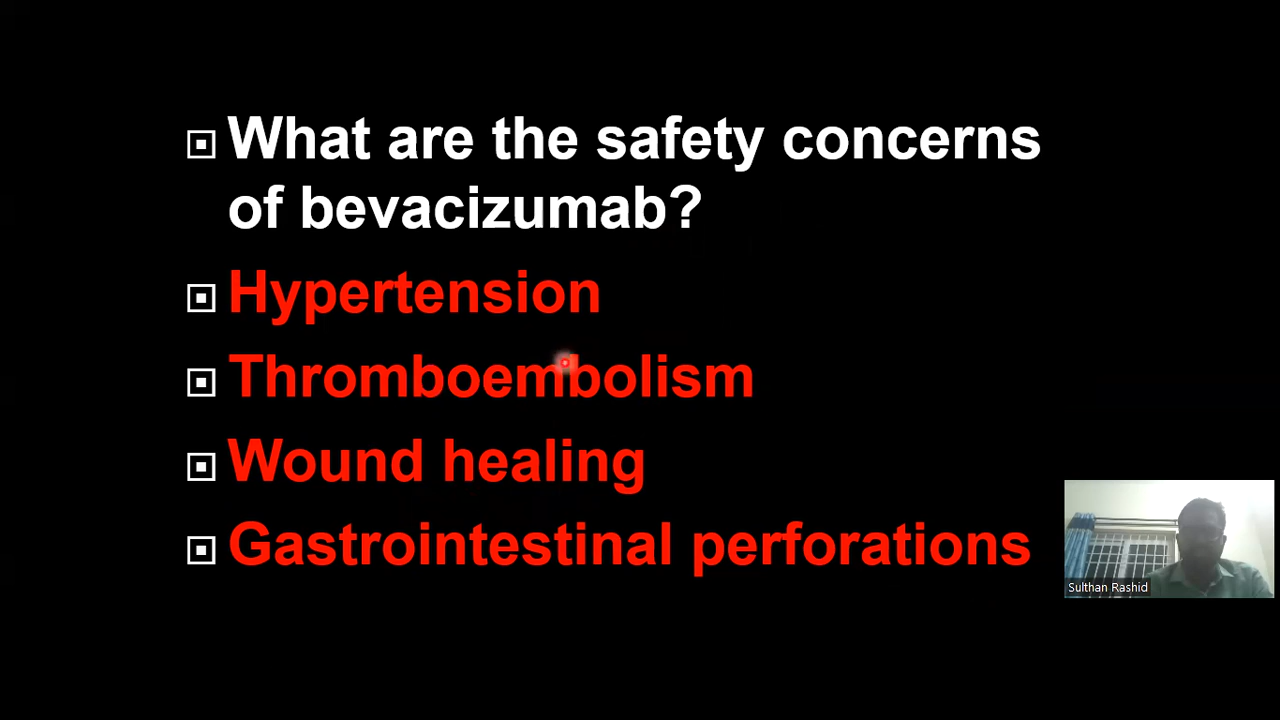 What are the safety concerns
of bevacizumab?
Hypertension
Thromboembolism
Wound healing
Gastrointestinal perforations
Sulthan Rashid